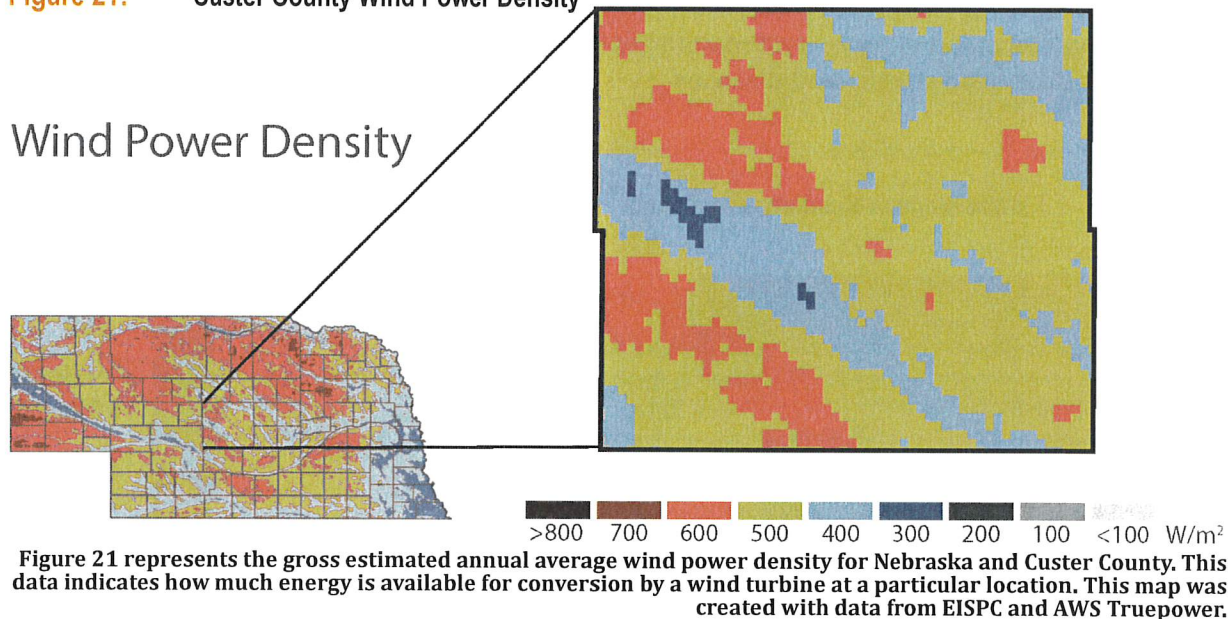 Figure 21: Custer County Wind Power Density
Wind Power Density
>800 700 600 500 400 300 200 100 <100 W/m²
Figure 21 represents the gross estimated annual average wind power density for Nebraska and Custer County. This
data indicates how much energy is available for conversion by a wind turbine at a particular location. This map was
created with data from EISPC and AWS Truepower.